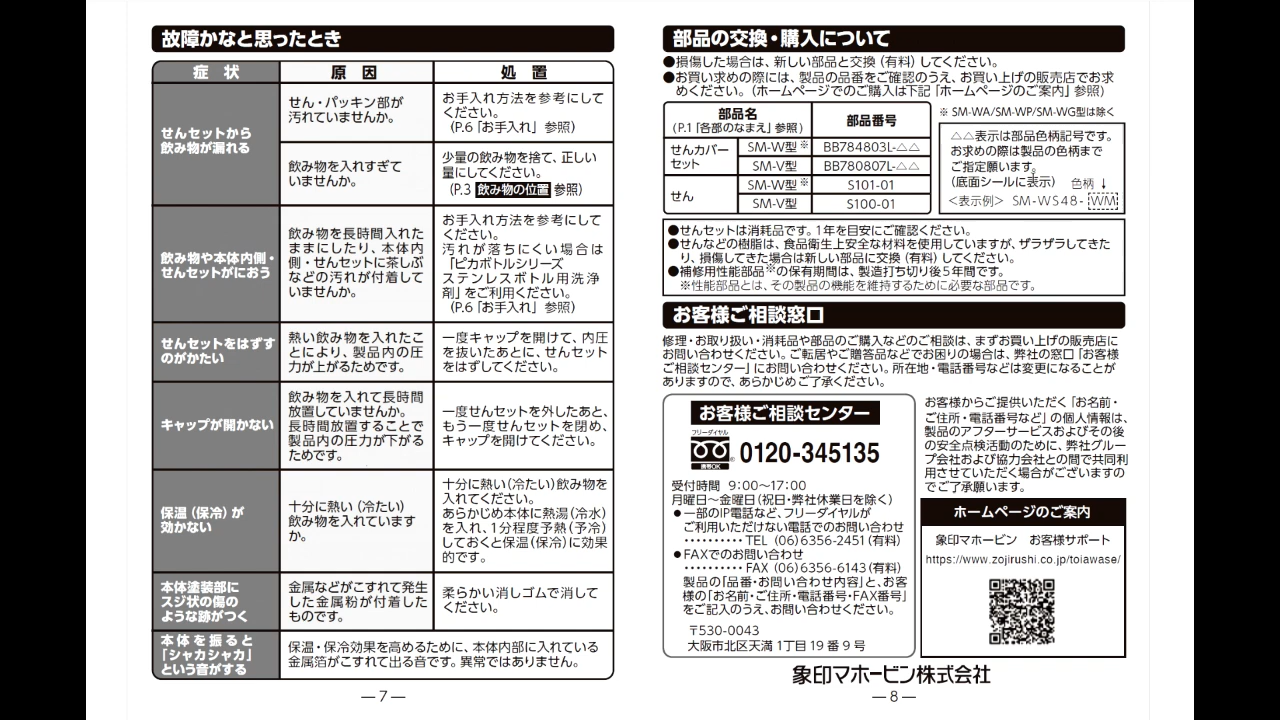 故障かなと思ったとき
症　状
原　因
処　置
せんセットから
飲み物が漏れる
せん・パッキン部が
汚れていませんか。
お手入れ方法を参考にして
ください。
(P.6「お手入れ」参照)
飲み物を入れすぎて
いませんか。
少量の飲み物を捨て、正しい
量にしてください。
(P.3 飲み物の位置 参照)
飲み物や本体内側・
せんセットがにおう
飲み物を長時間入れた
ままにしたり、本体内
側・せんセットに茶しぶ
などの汚れが付着して
いませんか。
お手入れ方法を参考にして
ください。
汚れが落ちにくい場合は
「ピカボトルシリーズ
ステンレスボトル用洗浄
剤」をご利用ください。
(P.6「お手入れ」参照)
せんセットをはずす
のがかたい
熱い飲み物を入れたこ
とにより、製品内の圧
力が上がるためです。
一度キャップを開けて、内圧
を抜いたあとに、せんセット
をはずしてください。
キャップが開かない
飲み物を入れて長時間
放置していませんか。
長時間放置することで
製品内の圧力が下がる
ためです。
一度せんセットを外したあと、
もう一度せんセットを閉め、
キャップを開けてください。
保温(保冷)が
効かない
十分に熱い(冷たい)
飲み物を入れています
か。
十分に熱い(冷たい)飲み物を
入れてください。
あらかじめ本体に熱湯(冷水)
を入れ、1分程度予熱(予冷)
しておくと保温(保冷)に効果
的です。
本体塗装部に
スジ状の傷の
ような跡がつく
金属などがこすれて発生
した金属粉が付着した
ものです。
柔らかい消しゴムで消して
ください。
本体を振ると
「シャカシャカ」
という音がする
保温・保冷効果を高めるために、本体内部に入れている
金属箔がこすれて出る音です。異常ではありません。
—7—
部品の交換・購入について
●損傷した場合は、新しい部品と交換(有料)してください。
●お買い求めの際には、製品の品番をご確認のうえ、お買い上げの販売店でお求
めください。(ホームページでのご購入は下記「ホームページのご案内」参照)
部品名
(P.1「各部のなまえ」参照)
部品番号
せんカバー
セット
SM-W型※
BB784803L-△△
SM-V型
BB780807L-△△
せん
SM-W型※
S101-01
SM-V型
S100-01
※ SM-WA/SM-WP/SM-WG型は除く
△△表示は部品色柄記号です。
お求めの際は製品の色柄まで
ご指定願います。
(底面シールに表示)　色柄↓
＜表示例＞ SM-WS48-WM
●せんセットは消耗品です。1年を目安にご確認ください。
●せんなどの樹脂は、食品衛生上安全な材料を使用していますが、ザラザラしてきた
り、損傷してきた場合は新しい部品に交換(有料)してください。
●補修用性能部品※の保有期間は、製造打ち切り後5年間です。
※性能部品とは、その製品の機能を維持するために必要な部品です。
お客様ご相談窓口
修理・お取り扱い・消耗品や部品のご購入などのご相談は、まずお買い上げの販売店に
お問い合わせください。ご転居やご贈答品などでお困りの場合は、弊社の窓口「お客様
ご相談センター」にお問い合わせください。所在地・電話番号などは変更になることが
ありますので、あらかじめご了承ください。
お客様ご相談センター
フリーダイヤル
携帯OK
0120-345135
受付時間　9:00〜17:00
月曜日〜金曜日(祝日・弊社休業日を除く)
●一部のIP電話など、フリーダイヤルが
ご利用いただけない電話でのお問い合わせ
･･････････TEL (06)6356-2451(有料)
●FAXでのお問い合わせ
･･････････FAX (06)6356-6143(有料)
製品の「品番・お問い合わせ内容」と、お客
様の「お名前・ご住所・電話番号・FAX番号」
をご記入のうえ、お問い合わせください。
〒530-0043
大阪市北区天満1丁目19番9号
お客様からご提供いただく「お名前・
ご住所・電話番号など」の個人情報は、
製品のアフターサービスおよびその後
の安全点検活動のために、弊社グルー
プ会社および協力会社との間で共同利
用させていただく場合がございますの
でご了承願います。
ホームページのご案内
象印マホービン　お客様サポート
https://www.zojirushi.co.jp/toiawase/
象印マホービン株式会社
—8—